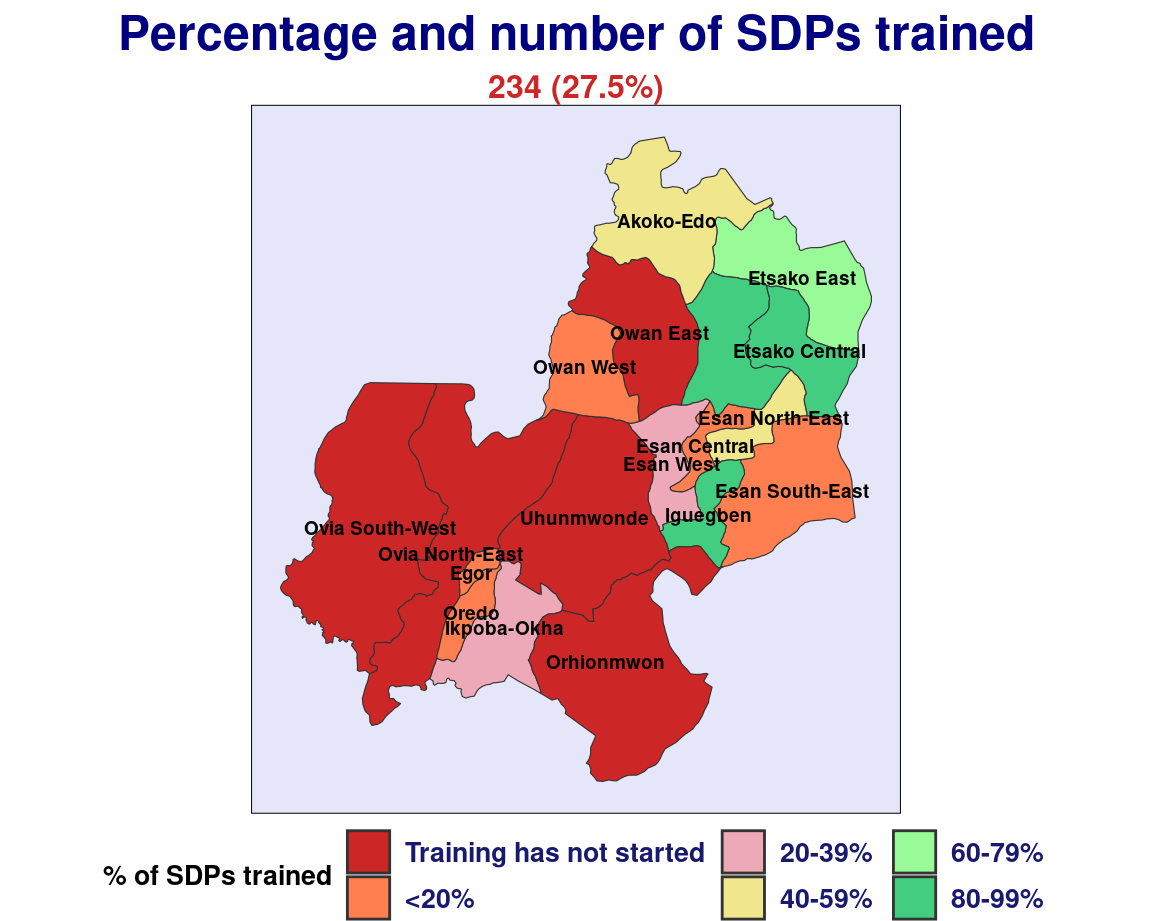 Percentage and number of SDPs trained
234 (27.5%)
Akoko-Edo
Etsako East
Owan East
Etsako Central
Owan West
Esan North-East
Esan Central
Esan West
Esan South-East
Iguegben
Uhunmwonde
Ovia South-West
Ovia North-East
Egor
Oredo
Ikpoba-Okha
Orhionmwon
% of SDPs trained
Training has not started
<20%
20-39%
40-59%
60-79%
80-99%